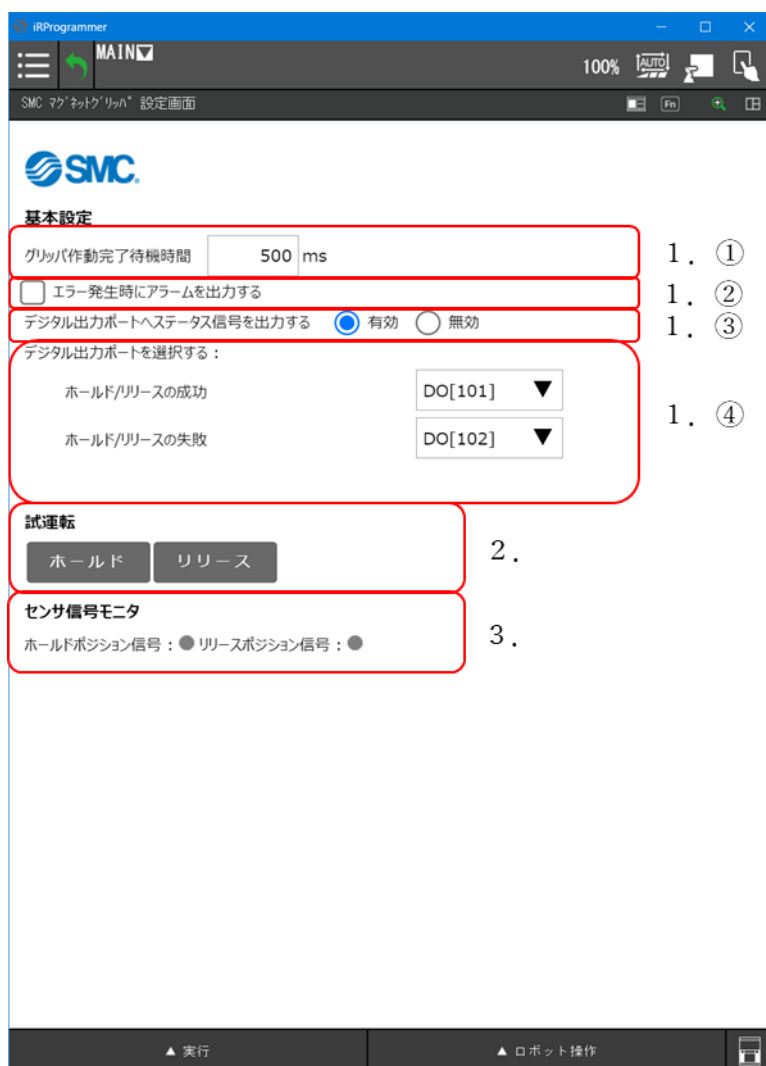 iRProgrammer
MAIN
100%
AUTO
SMC ﾏｸﾞﾈｯﾄｸﾞﾘｯﾊﾟ 設定画面
Fn
SMC.
基本設定
グリッパ作動完了待機時間 500 ms
1. ①
エラー発生時にアラームを出力する
1. ②
デジタル出力ポートへステータス信号を出力する 有効 無効
1. ③
デジタル出力ポートを選択する：
ホールド/リリースの成功 DO[101] ▼
1. ④
ホールド/リリースの失敗 DO[102] ▼
試運転
ホールド リリース
2.
センサ信号モニタ
ホールドポジション信号：● リリースポジション信号：●
3.
▲ 実行 ▲ ロボット操作